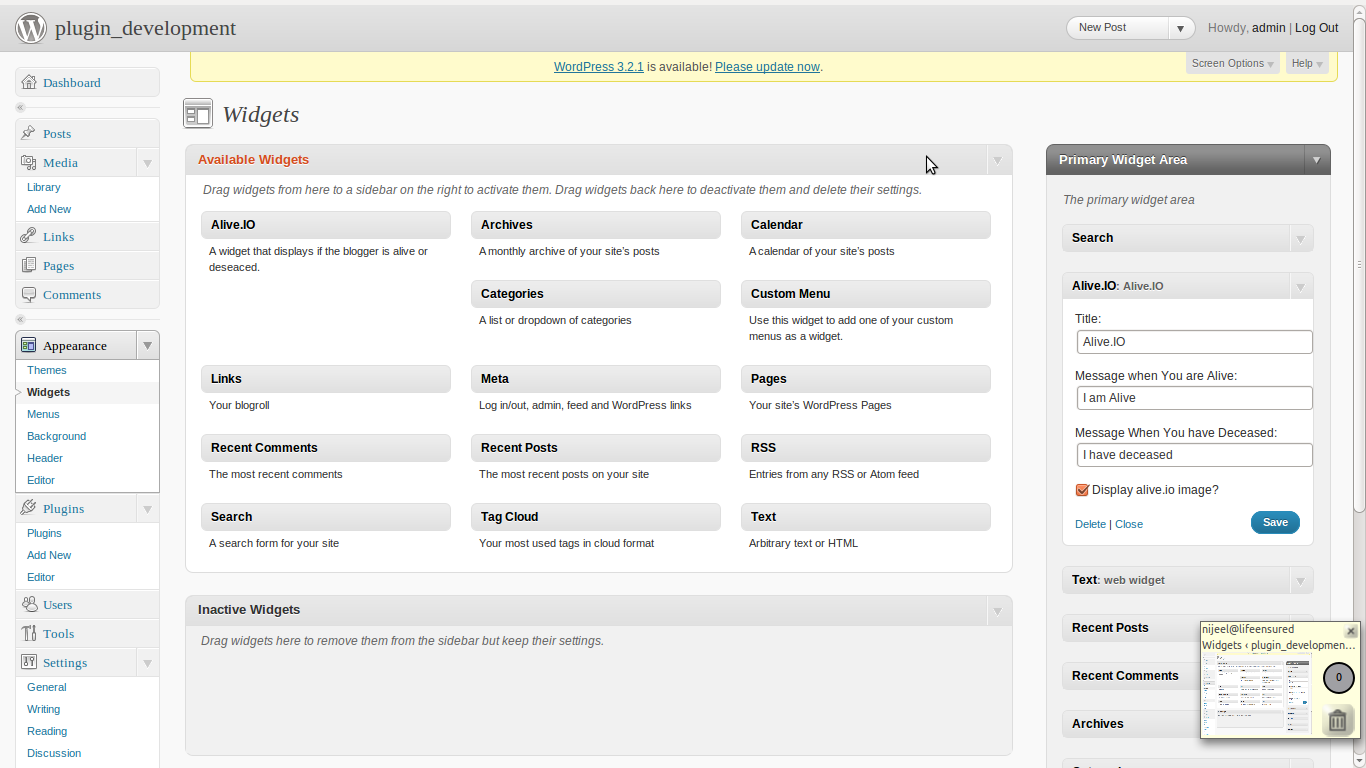 plugin_development
New Post
Howdy, admin | Log Out
WordPress 3.2.1 is available! Please update now.
Screen Options
Help
Dashboard
Posts
Media
Library
Add New
Links
Pages
Comments
Appearance
Themes
Widgets
Menus
Background
Header
Editor
Plugins
Plugins
Add New
Editor
Users
Tools
Settings
General
Writing
Reading
Discussion
Widgets
Available Widgets
Drag widgets from here to a sidebar on the right to activate them. Drag widgets back here to deactivate them and delete their settings.
Alive.IO
A widget that displays if the blogger is alive or
deseaced.
Archives
A monthly archive of your site's posts
Calendar
A calendar of your site's posts
Categories
A list or dropdown of categories
Custom Menu
Use this widget to add one of your custom
menus as a widget.
Links
Your blogroll
Meta
Log in/out, admin, feed and WordPress links
Pages
Your site's WordPress Pages
Recent Comments
The most recent comments
Recent Posts
The most recent posts on your site
RSS
Entries from any RSS or Atom feed
Search
A search form for your site
Tag Cloud
Your most used tags in cloud format
Text
Arbitrary text or HTML
Inactive Widgets
Drag widgets here to remove them from the sidebar but keep their settings.
Primary Widget Area
The primary widget area
Search
Alive.IO: Alive.IO
Title:
Alive.IO
Message when You are Alive:
I am Alive
Message When You have Deceased:
I have deceased
Display alive.io image?
Delete | Close
Save
Text: web widget
Recent Posts
Recent Comments
Archives
nijeel@lifeensured
Widgets ‹ plugin_developmen...
0